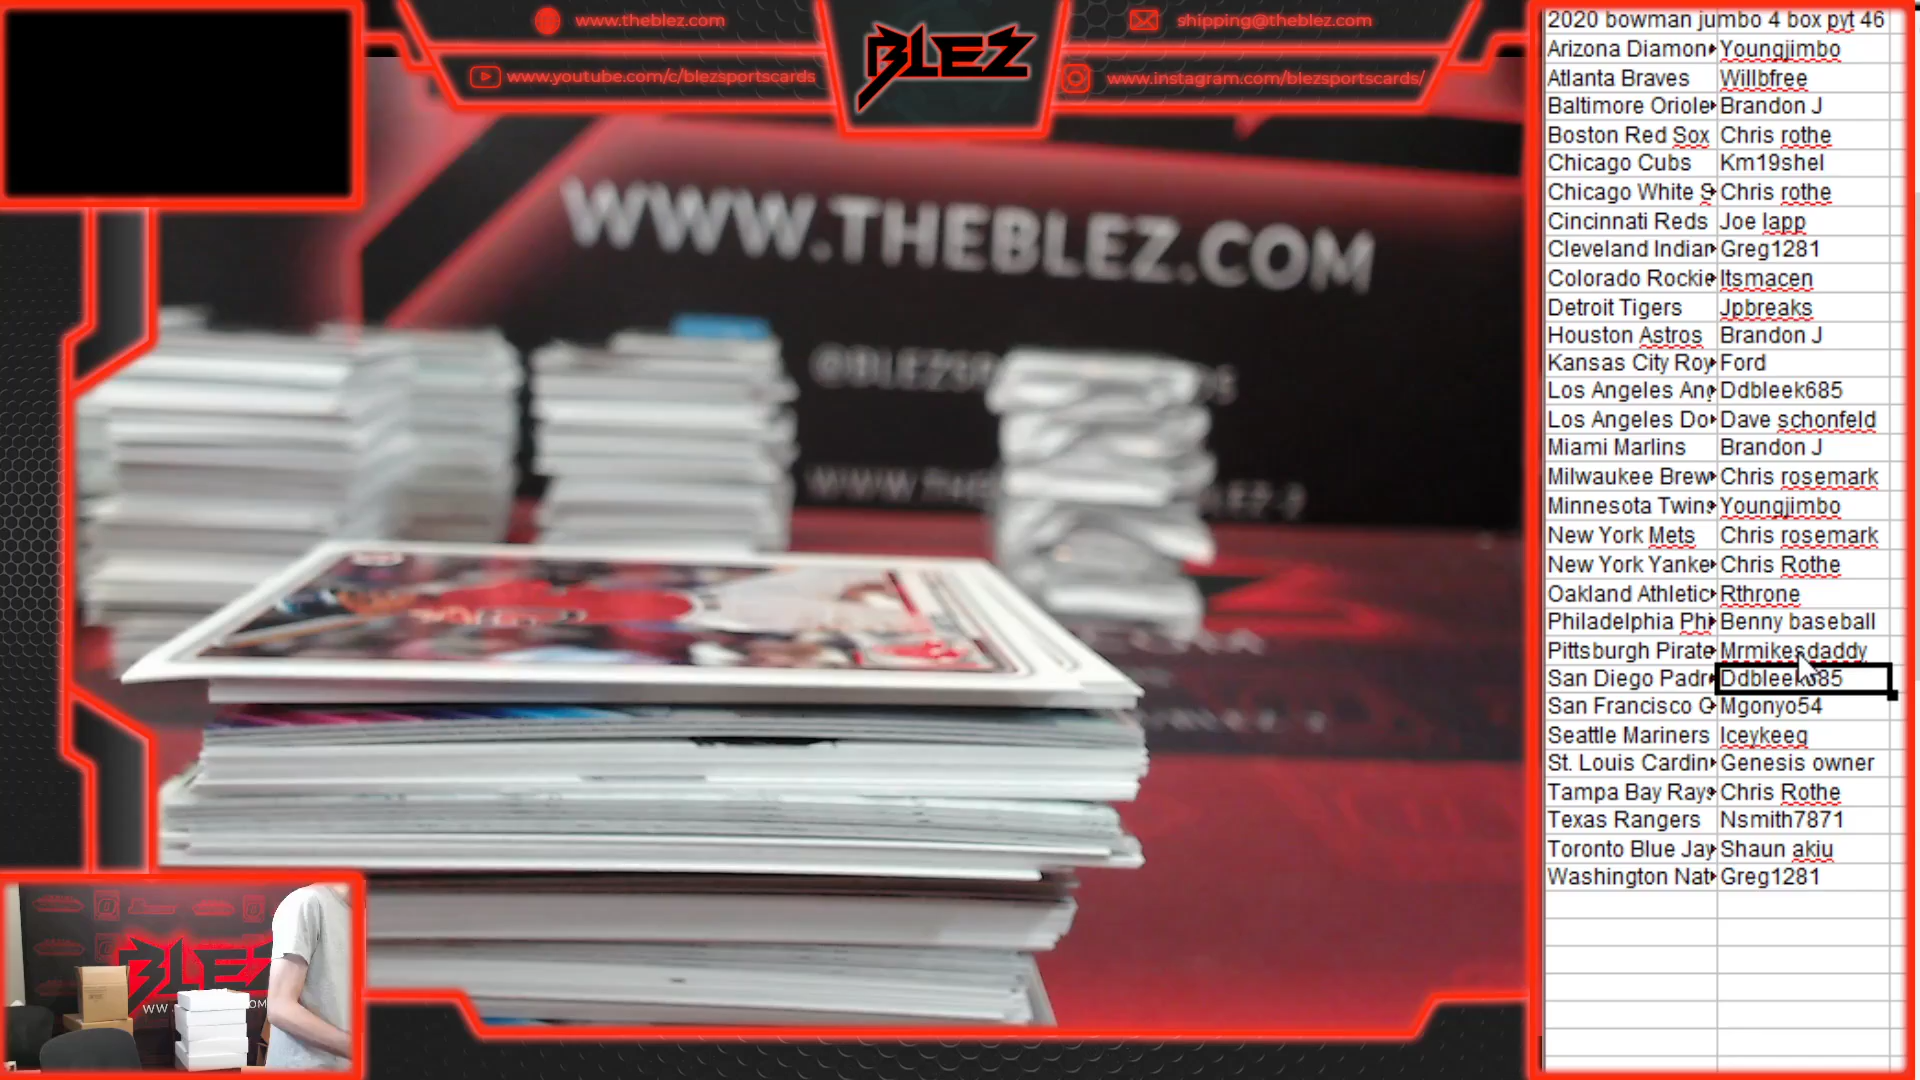 www.theblez.com
www.youtube.com/c/blezsportscards
BLEZ
shipping@theblez.com
www.instagram.com/blezsportscards/
WWW.THEBLEZ.COM
2020 bowman jumbo 4 box pyt 46
Arizona Diamon Youngjimbo
Atlanta Braves Willbfree
Baltimore Oriole Brandon J
Boston Red Sox Chris rothe
Chicago Cubs Km19shel
Chicago White S Chris rothe
Cincinnati Reds Joe lapp
Cleveland Indian Greg1281
Colorado Rockie Itsmacen
Detroit Tigers Jpbreaks
Houston Astros Brandon J
Kansas City Roy Ford
Los Angeles Ang Ddbleek685
Los Angeles Do Dave schonfeld
Miami Marlins Brandon J
Milwaukee Brew Chris rosemark
Minnesota Twins Youngjimbo
New York Mets Chris rosemark
New York Yanke Chris Rothe
Oakland Athletic Rthrone
Philadelphia Phi Benny baseball
Pittsburgh Pirate Mrmikesdaddy
San Diego Padr Ddbleek685
San Francisco G Mgonyo54
Seattle Mariners Iceykeeg
St. Louis Cardin Genesis owner
Tampa Bay Rays Chris Rothe
Texas Rangers Nsmith7871
Toronto Blue Jay Shaun akiu
Washington Nat Greg1281
BLEZ